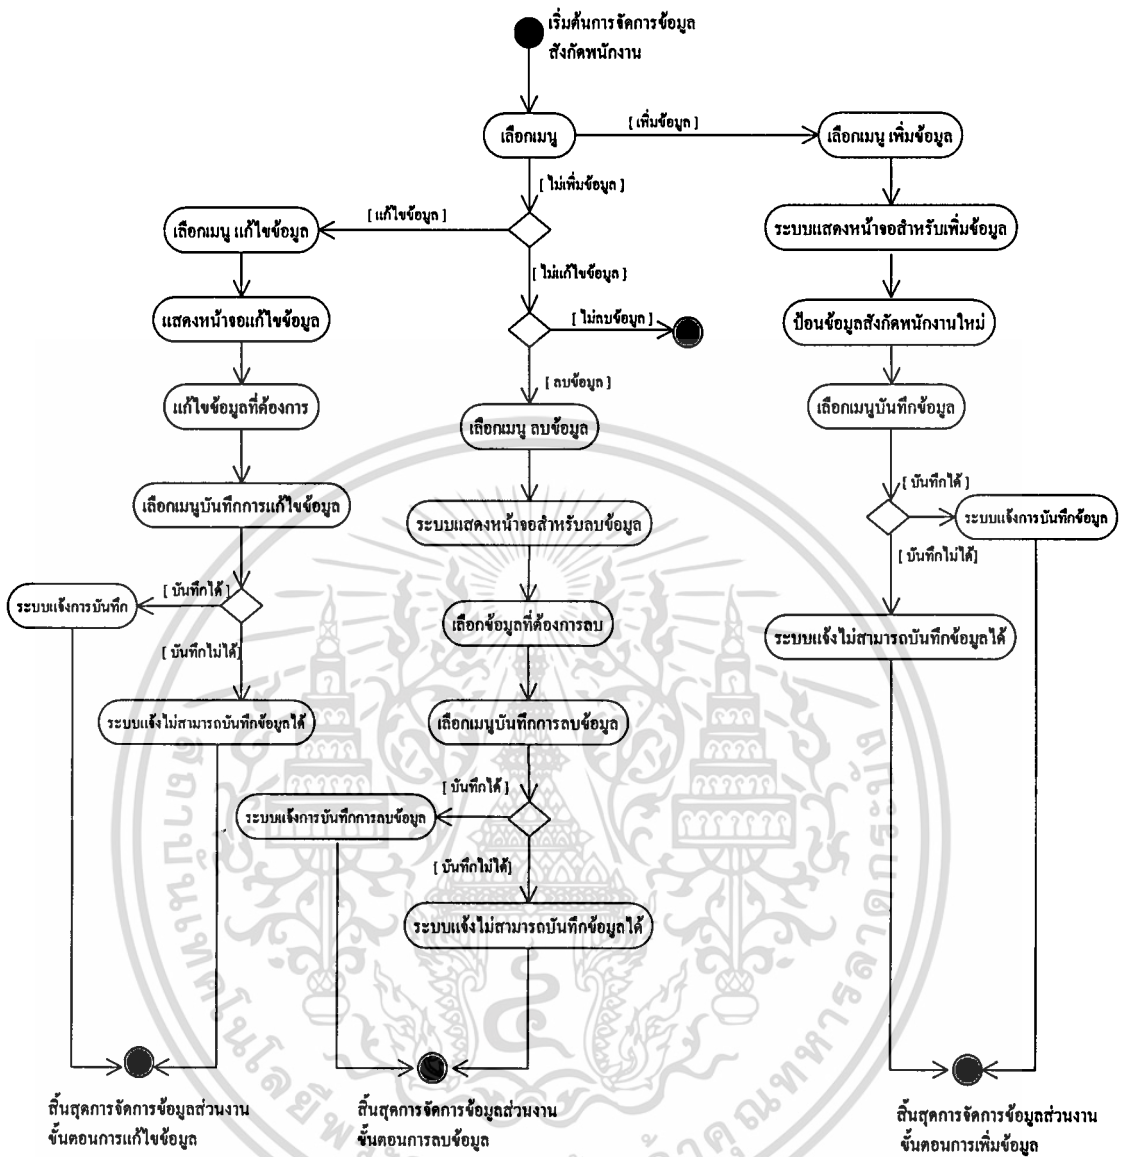 เริ่มต้นการจัดการข้อมูล
สังกัดพนักงาน
เลือกเมนู
[ เพิ่มข้อมูล ]
เลือกเมนู เพิ่มข้อมูล
[ ไม่เพิ่มข้อมูล ]
[ แก้ไขข้อมูล ]
เลือกเมนู แก้ไขข้อมูล
ระบบแสดงหน้าจอสำหรับเพิ่มข้อมูล
[ ไม่แก้ไขข้อมูล ]
แสดงหน้าจอแก้ไขข้อมูล
[ ไม่ลบข้อมูล ]
ป้อนข้อมูลสังกัดพนักงานใหม่
[ ลบข้อมูล ]
แก้ไขข้อมูลที่ต้องการ
เลือกเมนู ลบข้อมูล
เลือกเมนูบันทึกข้อมูล
เลือกเมนูบันทึกการแก้ไขข้อมูล
ระบบแสดงหน้าจอสำหรับลบข้อมูล
[ บันทึกได้ ]
ระบบแจ้งการบันทึกข้อมูล
[ บันทึกไม่ได้]
[ บันทึกได้ ]
ระบบแจ้งการบันทึก
เลือกข้อมูลที่ต้องการลบ
ระบบแจ้งไม่สามารถบันทึกข้อมูลได้
[ บันทึกไม่ได้]
ระบบแจ้งไม่สามารถบันทึกข้อมูลได้
เลือกเมนูบันทึกการลบข้อมูล
[ บันทึกได้ ]
ระบบแจ้งการบันทึกการลบข้อมูล
[ บันทึกไม่ได้]
ระบบแจ้งไม่สามารถบันทึกข้อมูลได้
สิ้นสุดการจัดการข้อมูลส่วนงาน
ขั้นตอนการแก้ไขข้อมูล
สิ้นสุดการจัดการข้อมูลส่วนงาน
ขั้นตอนการลบข้อมูล
สิ้นสุดการจัดการข้อมูลส่วนงาน
ขั้นตอนการเพิ่มข้อมูล